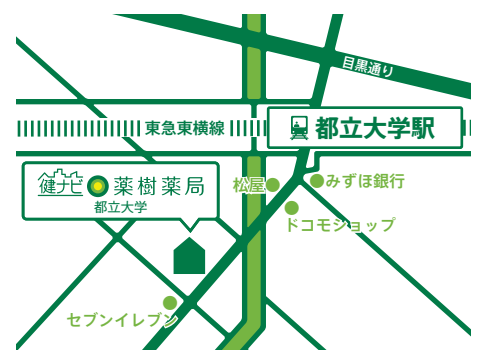 目黒通り
東急東横線
都立大学駅
健ナビ 薬樹薬局
都立大学
松屋
みずほ銀行
ドコモショップ
セブンイレブン